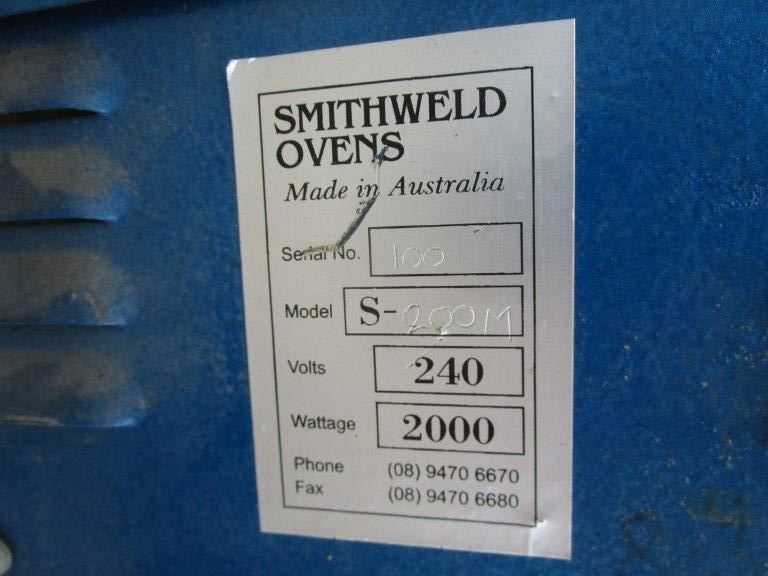 SMITHWELD
OVENS
Made in Australia
Serial No. 100
Model S-200M
Volts 240
Wattage 2000
Phone (08) 9470 6670
Fax (08) 9470 6680